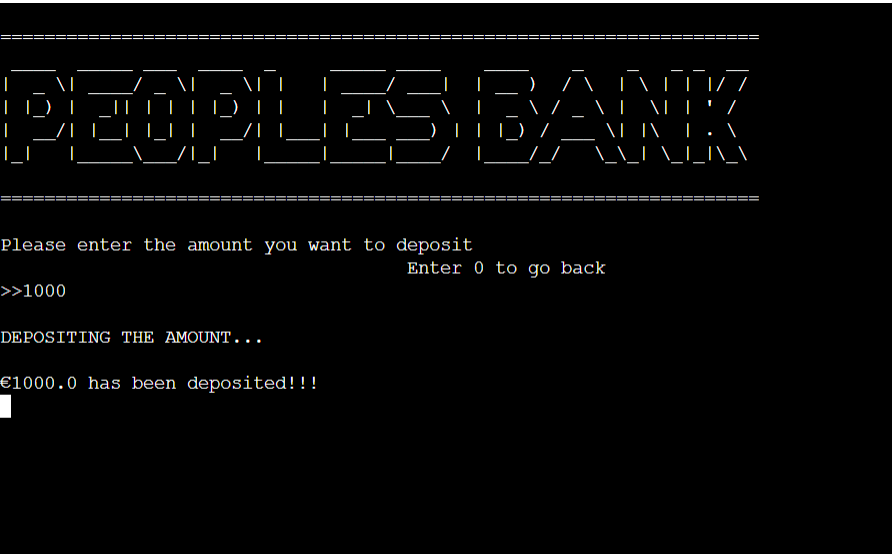 PEOPLES BANK
Please enter the amount you want to deposit
Enter 0 to go back
>>1000
DEPOSITING THE AMOUNT...
€1000.0 has been deposited!!!